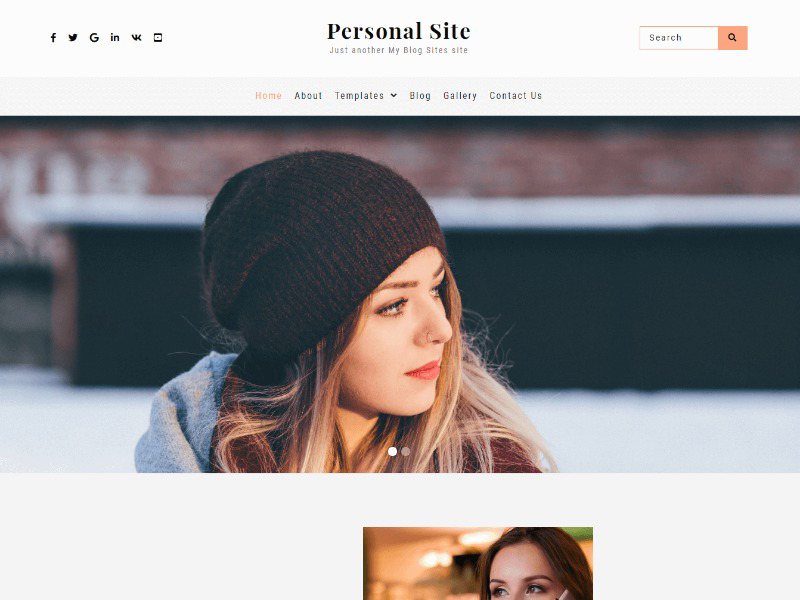 Personal Site
Just another My Blog Sites site
Search
Home About Templates Blog Gallery Contact Us